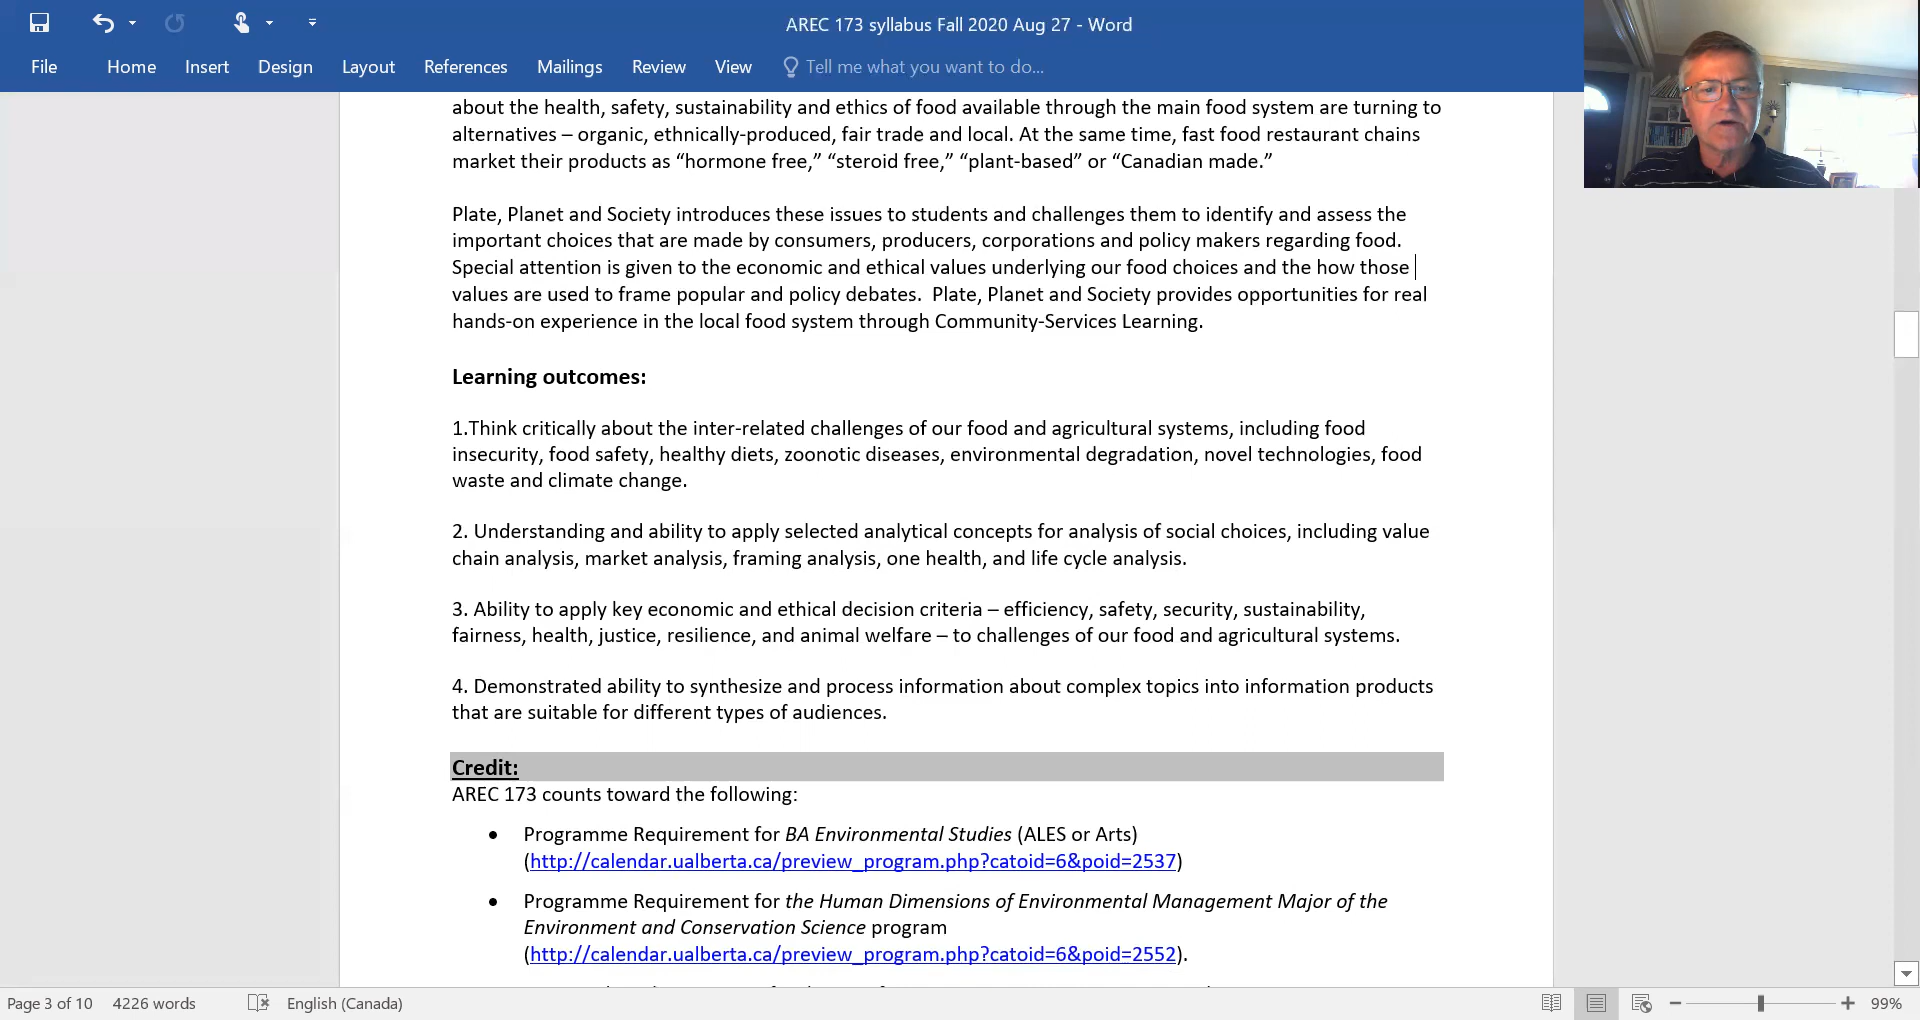 AREC 173 syllabus Fall 2020 Aug 27 - Word
File Home Insert Design Layout References Mailings Review View Tell me what you want to do...
about the health, safety, sustainability and ethics of food available through the main food system are turning to
alternatives – organic, ethnically-produced, fair trade and local. At the same time, fast food restaurant chains
market their products as “hormone free,” “steroid free,” “plant-based” or “Canadian made.”
Plate, Planet and Society introduces these issues to students and challenges them to identify and assess the
important choices that are made by consumers, producers, corporations and policy makers regarding food.
Special attention is given to the economic and ethical values underlying our food choices and the how those
values are used to frame popular and policy debates.  Plate, Planet and Society provides opportunities for real
hands-on experience in the local food system through Community-Services Learning.
Learning outcomes:
1.Think critically about the inter-related challenges of our food and agricultural systems, including food
insecurity, food safety, healthy diets, zoonotic diseases, environmental degradation, novel technologies, food
waste and climate change.
2. Understanding and ability to apply selected analytical concepts for analysis of social choices, including value
chain analysis, market analysis, framing analysis, one health, and life cycle analysis.
3. Ability to apply key economic and ethical decision criteria – efficiency, safety, security, sustainability,
fairness, health, justice, resilience, and animal welfare – to challenges of our food and agricultural systems.
4. Demonstrated ability to synthesize and process information about complex topics into information products
that are suitable for different types of audiences.
Credit:
AREC 173 counts toward the following:
• Programme Requirement for BA Environmental Studies (ALES or Arts)
(http://calendar.ualberta.ca/preview_program.php?catoid=6&poid=2537)
• Programme Requirement for the Human Dimensions of Environmental Management Major of the
Environment and Conservation Science program
(http://calendar.ualberta.ca/preview_program.php?catoid=6&poid=2552).
Page 3 of 10 4226 words English (Canada) 99%